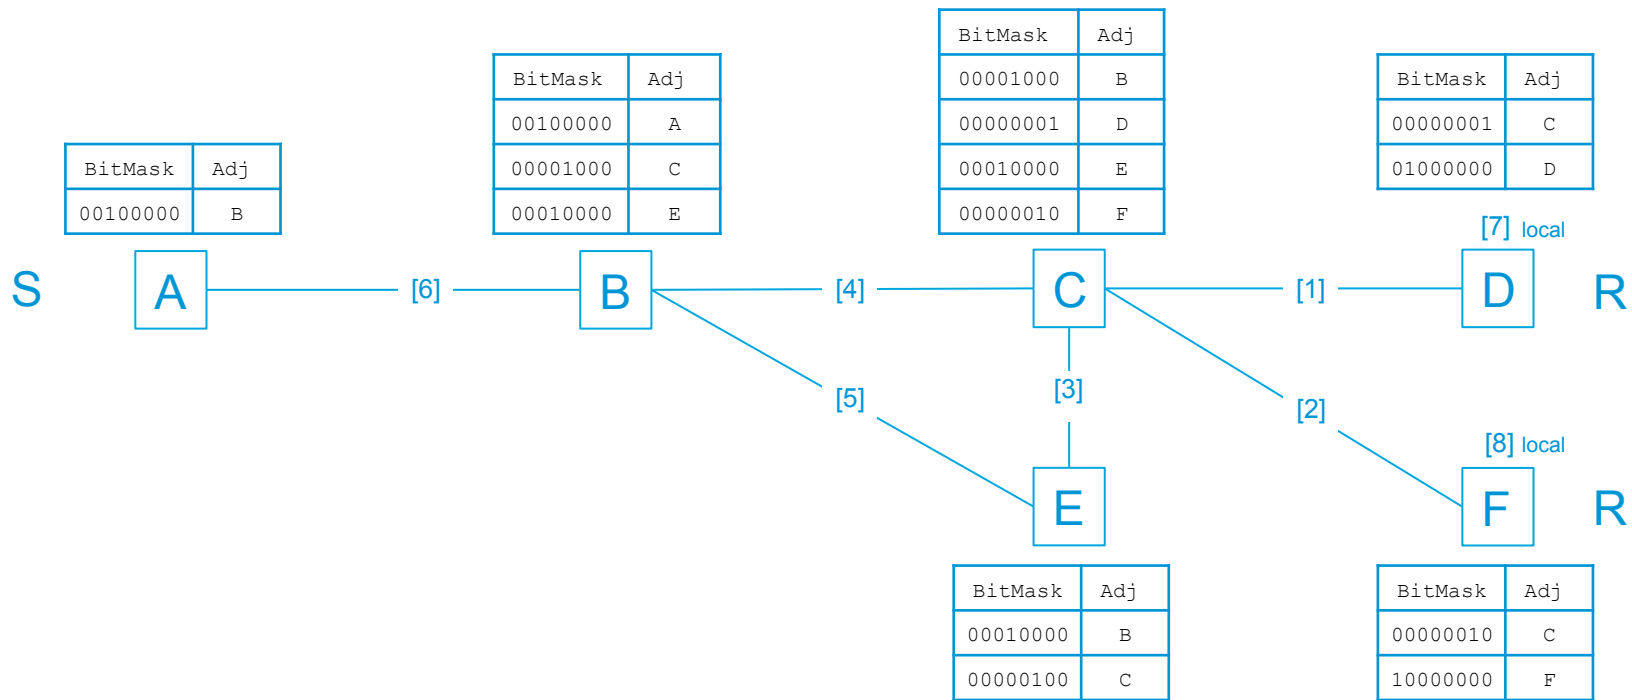 BitMask Adj
00001000 B
00000001 D
00010000 E
00000010 F
BitMask Adj
00100000 A
00001000 C
00010000 E
BitMask Adj
00000001 C
01000000 D
BitMask Adj
00100000 B
[7] local
S A [6] B [4] C [1] D R
[3]
[5]
[2]
[8] local
E F R
BitMask Adj
00010000 B
00000100 C
BitMask Adj
00000010 C
10000000 F